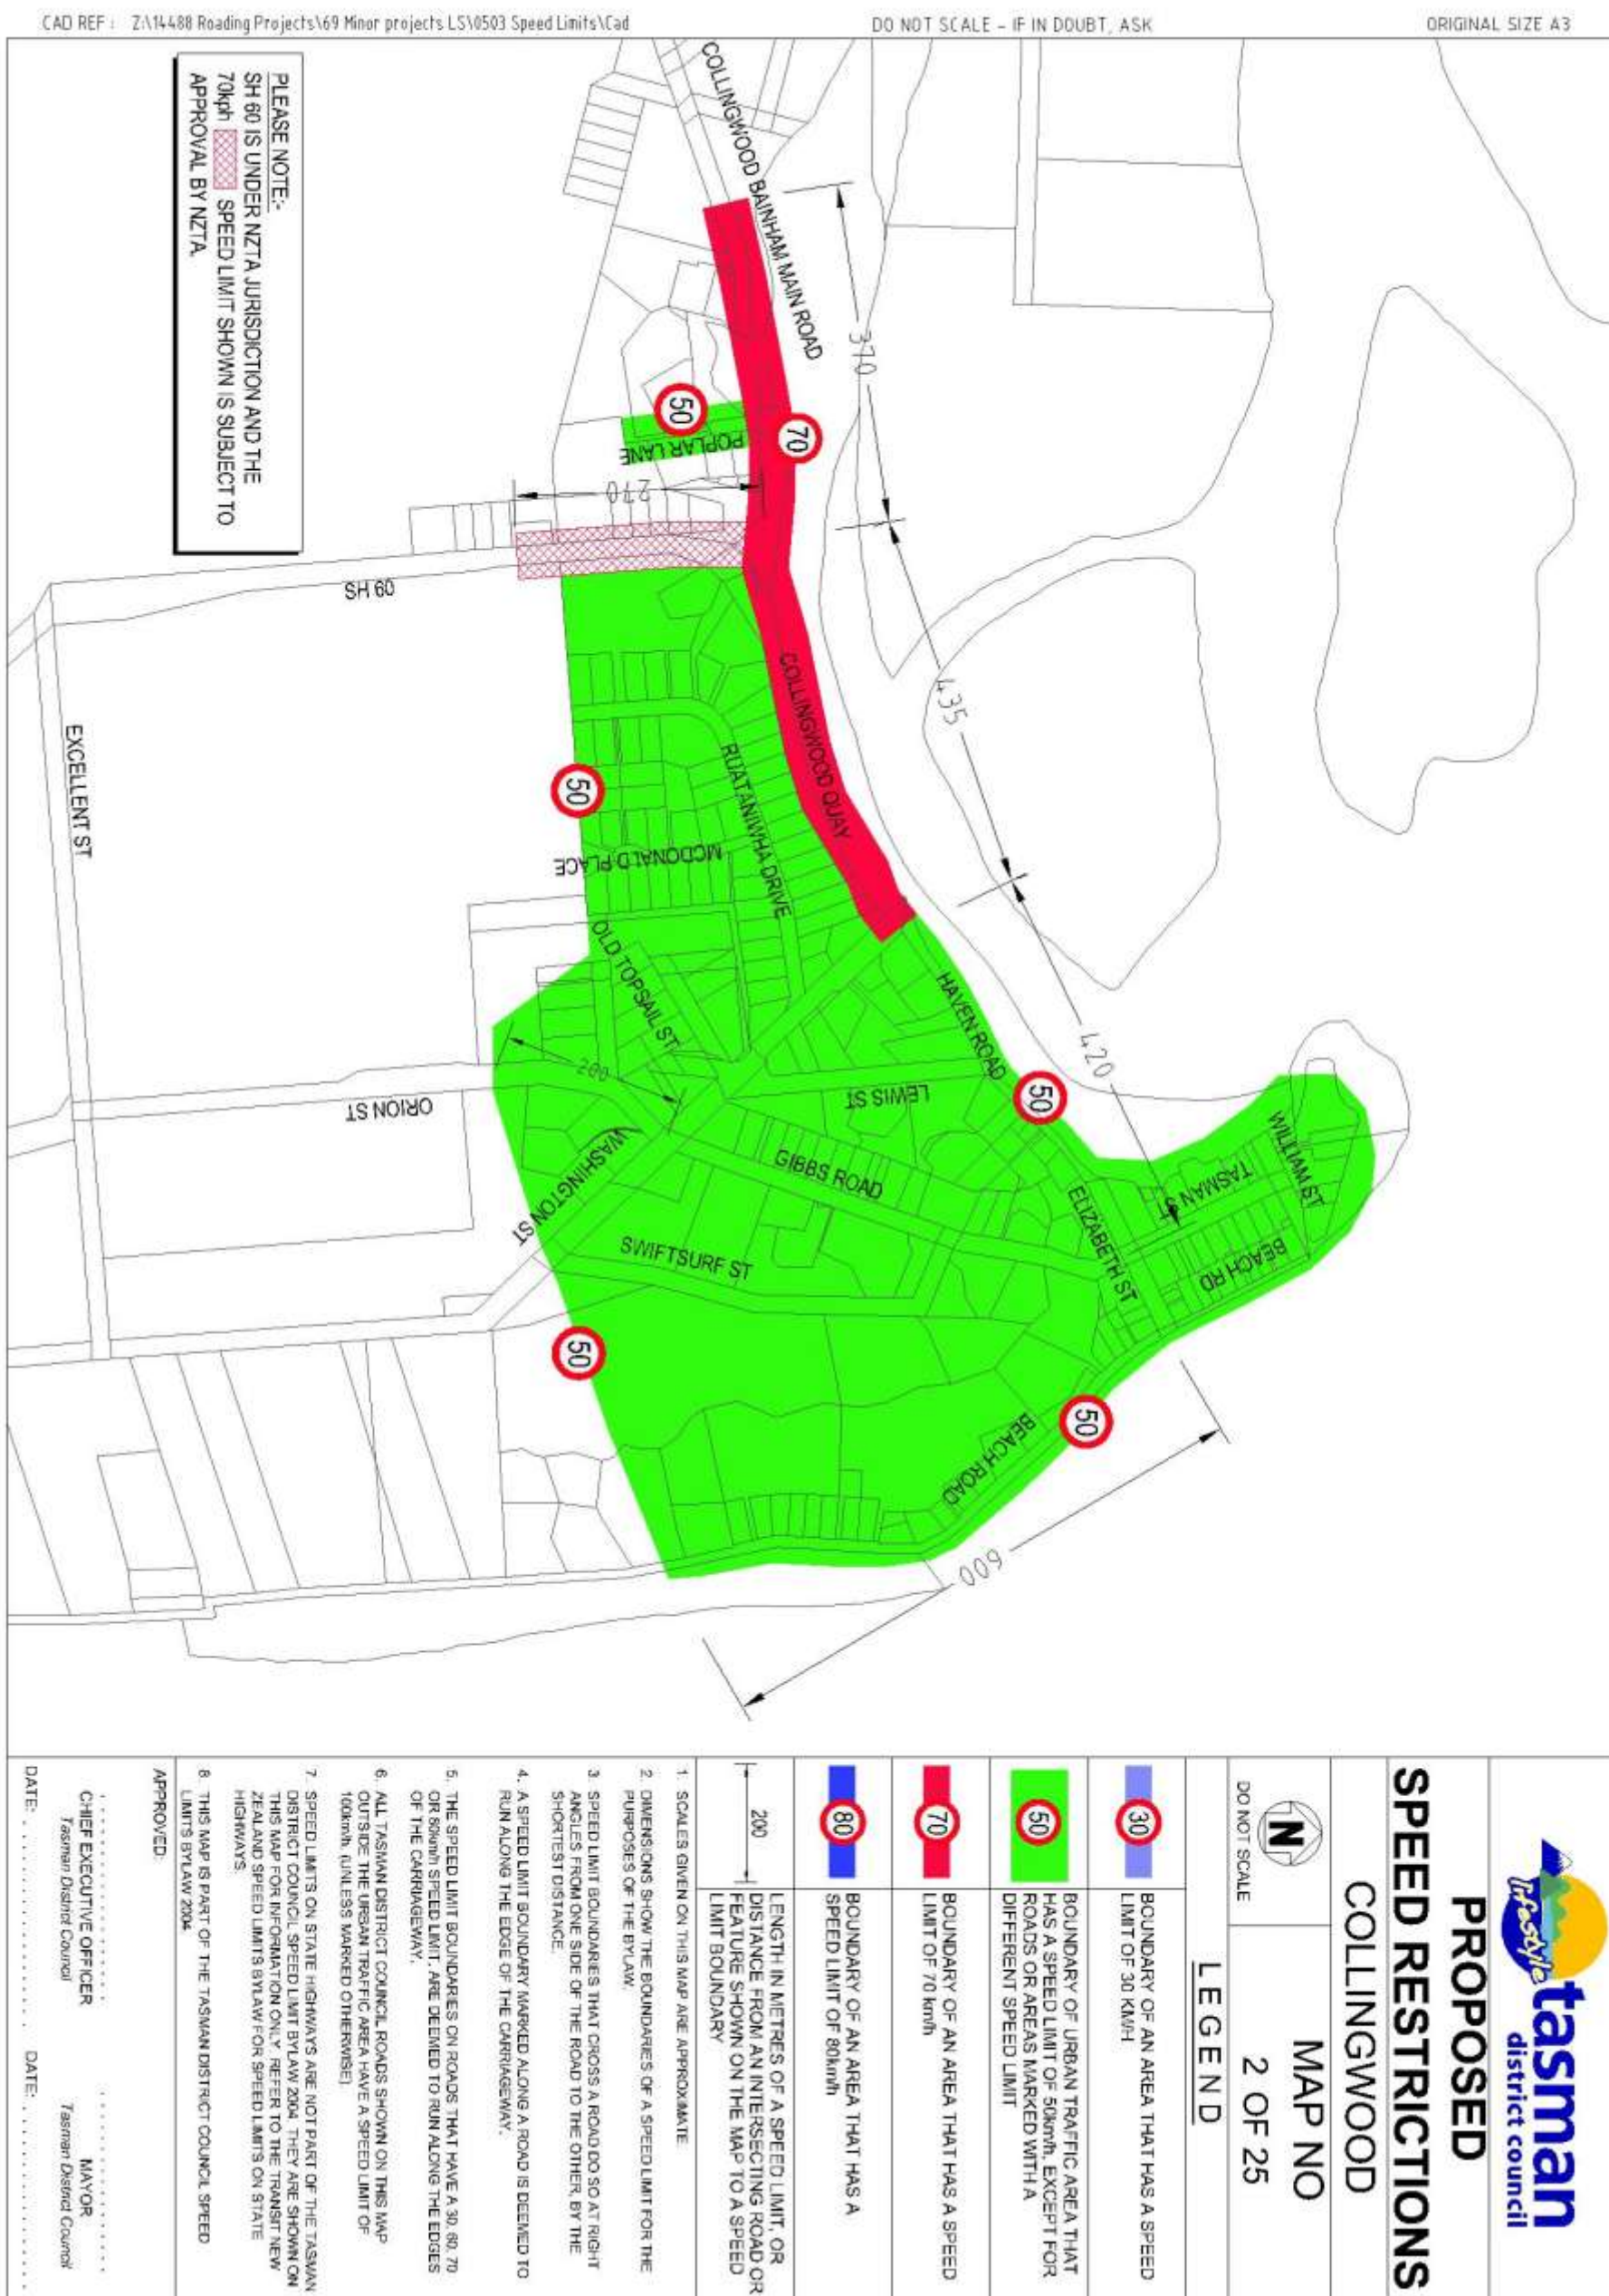 CAD REF : Z:\14488 Roading Projects\69 Minor projects LS\0503 Speed Limits\Cad
DO NOT SCALE - IF IN DOUBT, ASK
ORIGINAL SIZE A3
PLEASE NOTE:-
SH 60 IS UNDER NZTA JURISDICTION AND THE
70kph SPEED LIMIT SHOWN IS SUBJECT TO
APPROVAL BY NZTA.
COLLINGWOOD BAINHAM MAIN ROAD
370
70
50
POPLAR LANE
270
SH 60
435
COLLINGWOOD QUAY
RUATANIWHA DRIVE
50
MCDONALD PLACE
EXCELLENT ST
OLD TOPSAIL ST
HAVEN ROAD
420
200
ORION ST
LEWIS ST
50
WASHINGTON ST
GIBBS ROAD
SWIFTSURF ST
ELIZABETH ST
TASMAN ST
WILLIAM ST
BEACH RD
50
50
BEACH ROAD
600
lifestyle
tasman
district council
PROPOSED
SPEED RESTRICTIONS
COLLINGWOOD
N
DO NOT SCALE
MAP NO
2 OF 25
LEGEND
30
BOUNDARY OF AN AREA THAT HAS A SPEED
LIMIT OF 30 KM/H
50
BOUNDARY OF URBAN TRAFFIC AREA THAT
HAS A SPEED LIMIT OF 50km/h, EXCEPT FOR
ROADS OR AREAS MARKED WITH A
DIFFERENT SPEED LIMIT
70
BOUNDARY OF AN AREA THAT HAS A SPEED
LIMIT OF 70 km/h
80
BOUNDARY OF AN AREA THAT HAS A
SPEED LIMIT OF 80km/h
200
LENGTH IN METRES OF A SPEED LIMIT, OR
DISTANCE FROM AN INTERSECTING ROAD OR
FEATURE SHOWN ON THE MAP TO A SPEED
LIMIT BOUNDARY
1. SCALES GIVEN ON THIS MAP ARE APPROXIMATE
2. DIMENSIONS SHOW THE BOUNDARIES OF A SPEED LIMIT FOR THE
PURPOSES OF THE BYLAW.
3. SPEED LIMIT BOUNDARIES THAT CROSS A ROAD DO SO AT RIGHT
ANGLES FROM ONE SIDE OF THE ROAD TO THE OTHER, BY THE
SHORTEST DISTANCE.
4. A SPEED LIMIT BOUNDARY MARKED ALONG A ROAD IS DEEMED TO
RUN ALONG THE EDGE OF THE CARRIAGEWAY.
5. THE SPEED LIMIT BOUNDARIES ON ROADS THAT HAVE A 30, 60, 70
OR 80km/h SPEED LIMIT, ARE DEEMED TO RUN ALONG THE EDGES
OF THE CARRIAGEWAY.
6. ALL TASMAN DISTRICT COUNCIL ROADS SHOWN ON THIS MAP
OUTSIDE THE URBAN TRAFFIC AREA HAVE A SPEED LIMIT OF
100km/h, (UNLESS MARKED OTHERWISE).
7. SPEED LIMITS ON STATE HIGHWAYS ARE NOT PART OF THE TASMAN
DISTRICT COUNCIL SPEED LIMIT BYLAW 2004. THEY ARE SHOWN ON
THIS MAP FOR INFORMATION ONLY. REFER TO THE TRANSIT NEW
ZEALAND SPEED LIMITS BYLAW FOR SPEED LIMITS ON STATE
HIGHWAYS.
8. THIS MAP IS PART OF THE TASMAN DISTRICT COUNCIL SPEED
LIMITS BYLAW 2004.
APPROVED:
CHIEF EXECUTIVE OFFICER
Tasman District Council
MAYOR
Tasman District Council
DATE:
DATE: